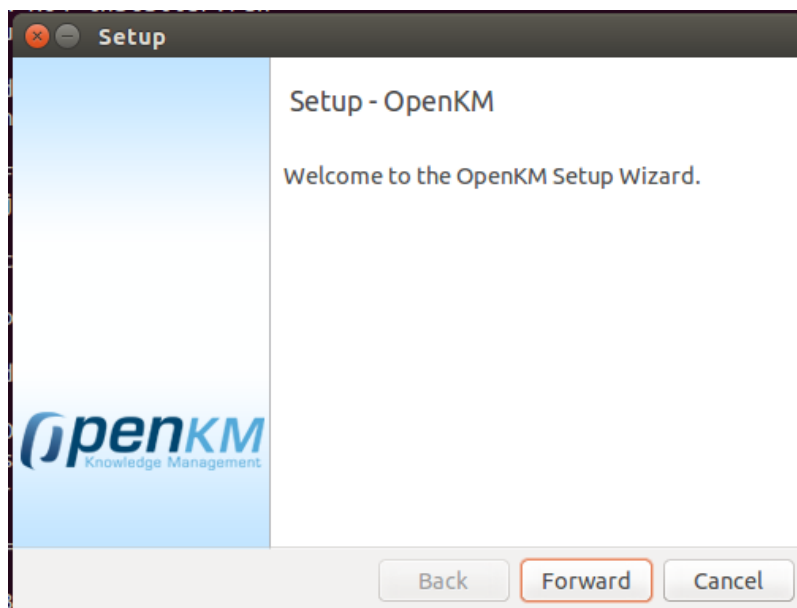 Setup
Setup - OpenKM
Welcome to the OpenKM Setup Wizard.
OpenKM
Knowledge Management
Back
Forward
Cancel